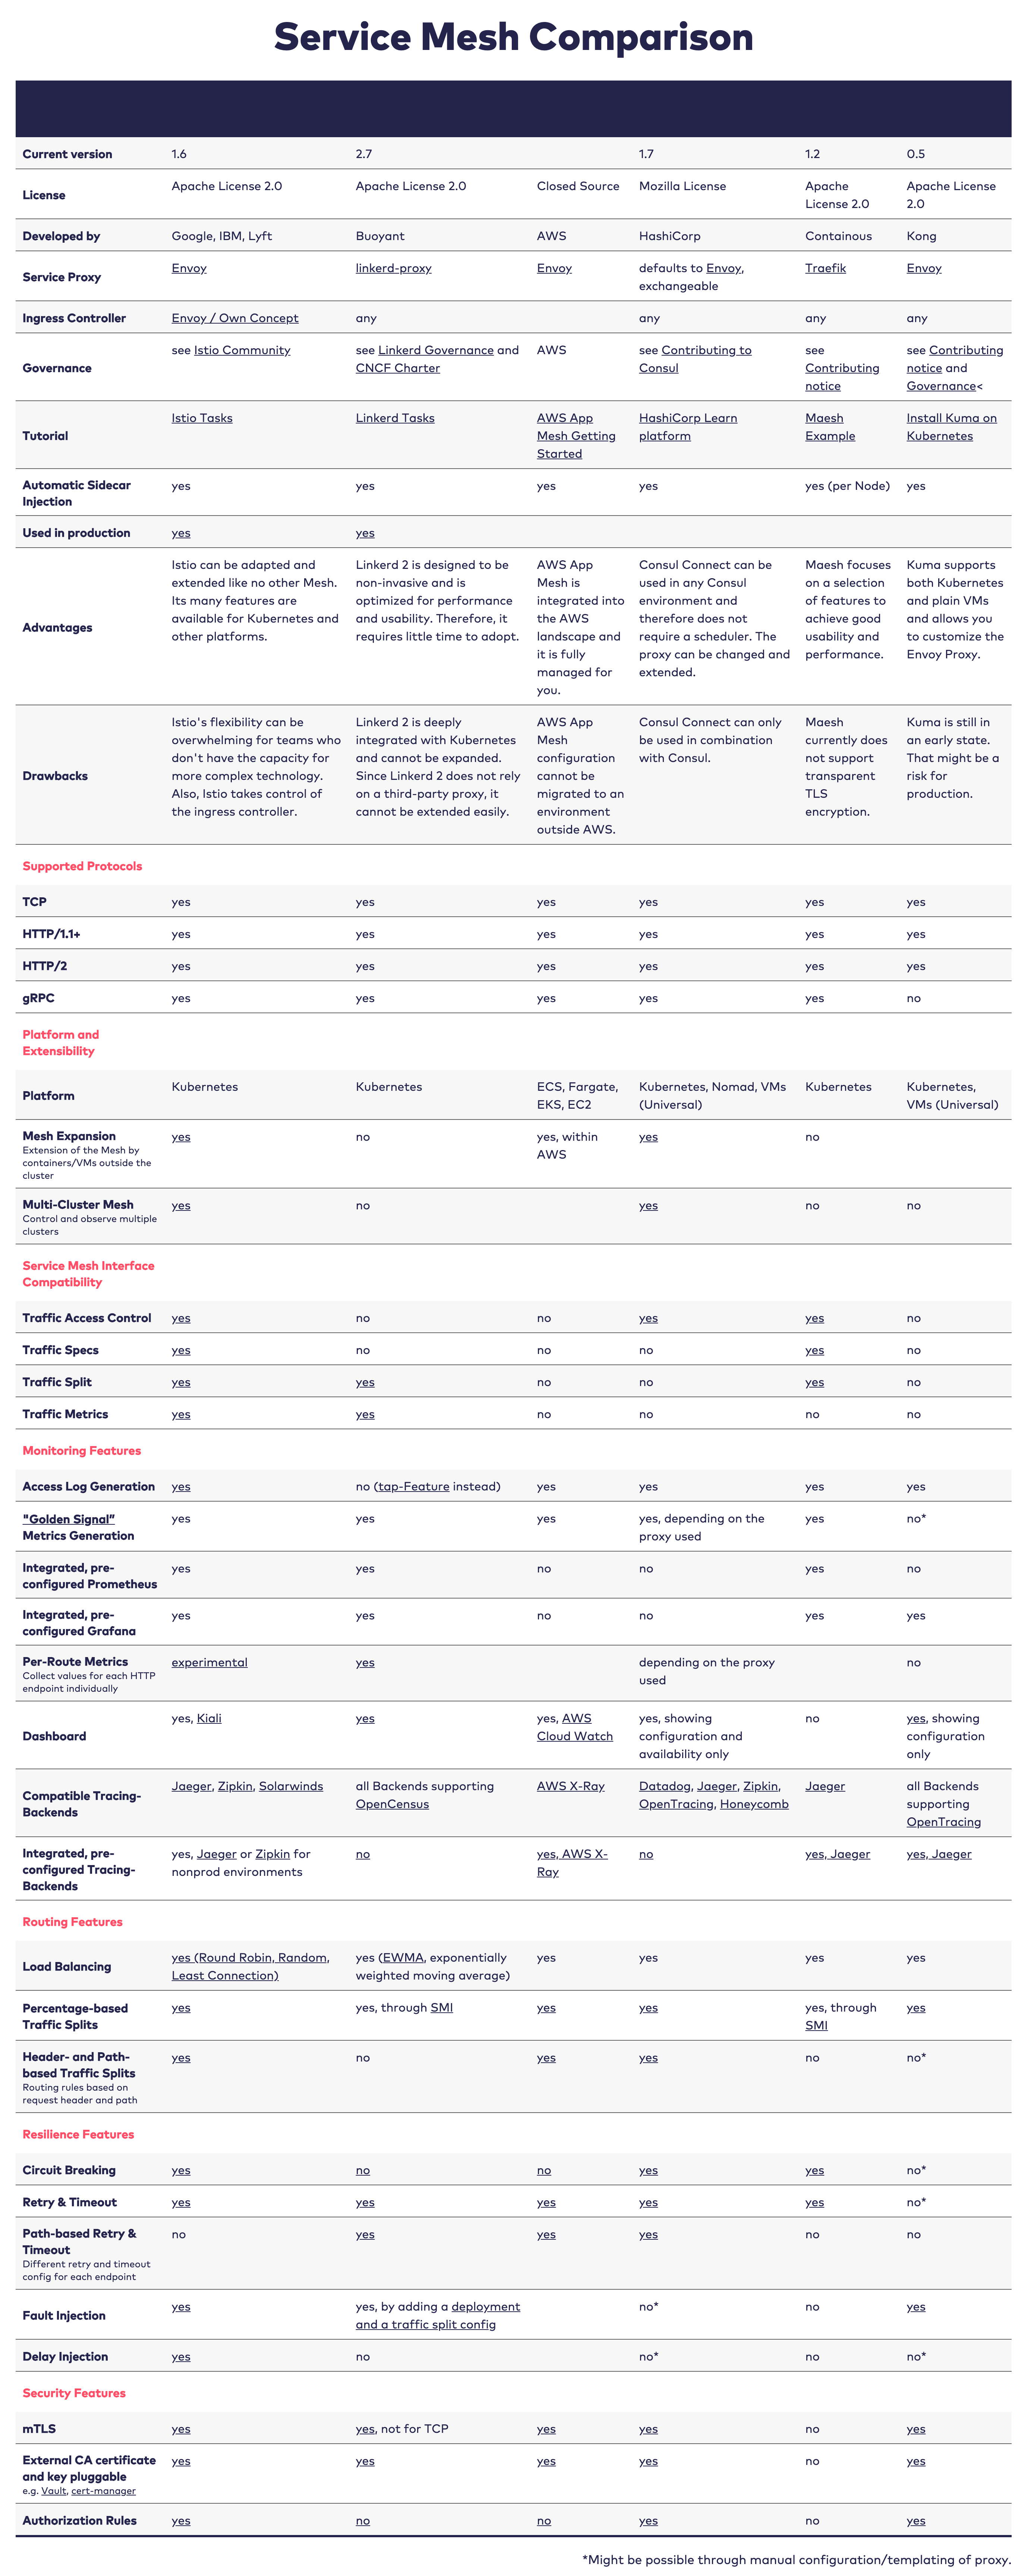 Service Mesh Comparison
Current version 1.6 2.7 1.7 1.2 0.5
License Apache License 2.0 Apache License 2.0 Closed Source Mozilla License Apache License 2.0 Apache License 2.0
Developed by Google, IBM, Lyft Buoyant AWS HashiCorp Containous Kong
Service Proxy Envoy linkerd-proxy Envoy defaults to Envoy, exchangeable Traefik Envoy
Ingress Controller Envoy / Own Concept any any any any
Governance see Istio Community see Linkerd Governance and CNCF Charter AWS see Contributing to Consul see Contributing notice see Contributing notice and Governance<
Tutorial Istio Tasks Linkerd Tasks AWS App Mesh Getting Started HashiCorp Learn platform Maesh Example Install Kuma on Kubernetes
Automatic Sidecar Injection yes yes yes yes yes (per Node) yes
Used in production yes yes
Advantages Istio can be adapted and extended like no other Mesh. Its many features are available for Kubernetes and other platforms. Linkerd 2 is designed to be non-invasive and is optimized for performance and usability. Therefore, it requires little time to adopt. AWS App Mesh is integrated into the AWS landscape and it is fully managed for you. Consul Connect can be used in any Consul environment and therefore does not require a scheduler. The proxy can be changed and extended. Maesh focuses on a selection of features to achieve good usability and performance. Kuma supports both Kubernetes and plain VMs and allows you to customize the Envoy Proxy.
Drawbacks Istio's flexibility can be overwhelming for teams who don't have the capacity for more complex technology. Also, Istio takes control of the ingress controller. Linkerd 2 is deeply integrated with Kubernetes and cannot be expanded. Since Linkerd 2 does not rely on a third-party proxy, it cannot be extended easily. AWS App Mesh configuration cannot be migrated to an environment outside AWS. Consul Connect can only be used in combination with Consul. Maesh currently does not support transparent TLS encryption. Kuma is still in an early state. That might be a risk for production.
Supported Protocols
TCP yes yes yes yes yes yes
HTTP/1.1+ yes yes yes yes yes yes
HTTP/2 yes yes yes yes yes yes
gRPC yes yes yes yes yes no
Platform and Extensibility
Platform Kubernetes Kubernetes ECS, Fargate, EKS, EC2 Kubernetes, Nomad, VMs (Universal) Kubernetes Kubernetes, VMs (Universal)
Mesh Expansion Extension of the Mesh by containers/VMs outside the cluster yes no yes, within AWS yes no
Multi-Cluster Mesh Control and observe multiple clusters yes no yes no no
Service Mesh Interface Compatibility
Traffic Access Control yes no no yes yes no
Traffic Specs yes no no no yes no
Traffic Split yes yes no no yes no
Traffic Metrics yes yes no no no no
Monitoring Features
Access Log Generation yes no (tap-Feature instead) yes yes yes yes
"Golden Signal" Metrics Generation yes yes yes yes, depending on the proxy used yes no*
Integrated, pre-configured Prometheus yes yes no no yes no
Integrated, pre-configured Grafana yes yes no no yes yes
Per-Route Metrics Collect values for each HTTP endpoint individually experimental yes depending on the proxy used no
Dashboard yes, Kiali yes yes, AWS Cloud Watch yes, showing configuration and availability only no yes, showing configuration only
Compatible Tracing-Backends Jaeger, Zipkin, Solarwinds all Backends supporting OpenCensus AWS X-Ray Datadog, Jaeger, Zipkin, OpenTracing, Honeycomb Jaeger all Backends supporting OpenTracing
Integrated, pre-configured Tracing-Backends yes, Jaeger or Zipkin for nonprod environments no yes, AWS X-Ray no yes, Jaeger yes, Jaeger
Routing Features
Load Balancing yes (Round Robin, Random, Least Connection) yes (EWMA, exponentially weighted moving average) yes yes yes yes
Percentage-based Traffic Splits yes yes, through SMI yes yes yes, through SMI yes
Header- and Path-based Traffic Splits Routing rules based on request header and path yes no yes yes no no*
Resilience Features
Circuit Breaking yes no no yes yes no*
Retry & Timeout yes yes yes yes yes no*
Path-based Retry & Timeout Different retry and timeout config for each endpoint no yes yes yes no no
Fault Injection yes yes, by adding a deployment and a traffic split config no* no yes
Delay Injection yes no no* no no*
Security Features
mTLS yes yes, not for TCP yes yes no yes
External CA certificate and key pluggable e.g. Vault, cert-manager yes yes yes yes no yes
Authorization Rules yes no no yes no yes
*Might be possible through manual configuration/templating of proxy.